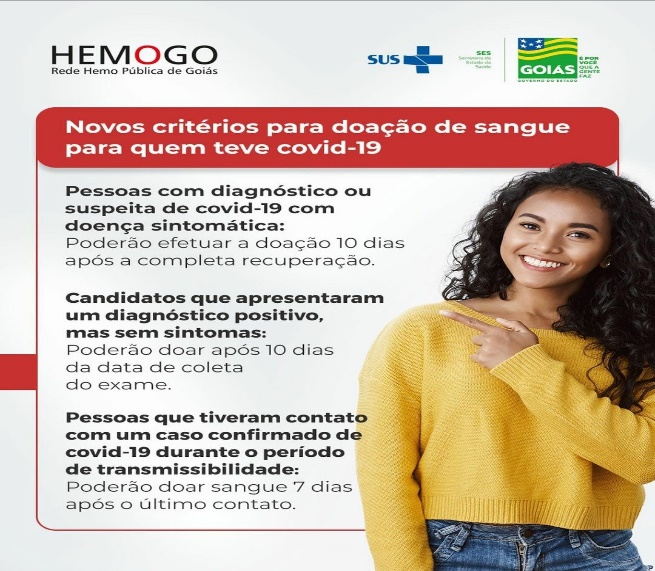 HEMOGO
Rede Hemo Pública de Goiás
SUS
SES
Secretaria de
Estado da
Saúde
GOIÁS
GOVERNO DO ESTADO
É POR
VOCÊ
QUE A
GENTE
FAZ
Novos critérios para doação de sangue
para quem teve covid-19
Pessoas com diagnóstico ou
suspeita de covid-19 com
doença sintomática:
Poderão efetuar a doação 10 dias
após a completa recuperação.
Candidatos que apresentaram
um diagnóstico positivo,
mas sem sintomas:
Poderão doar após 10 dias
da data de coleta
do exame.
Pessoas que tiveram contato
com um caso confirmado de
covid-19 durante o período
de transmissibilidade:
Poderão doar sangue 7 dias
após o último contato.